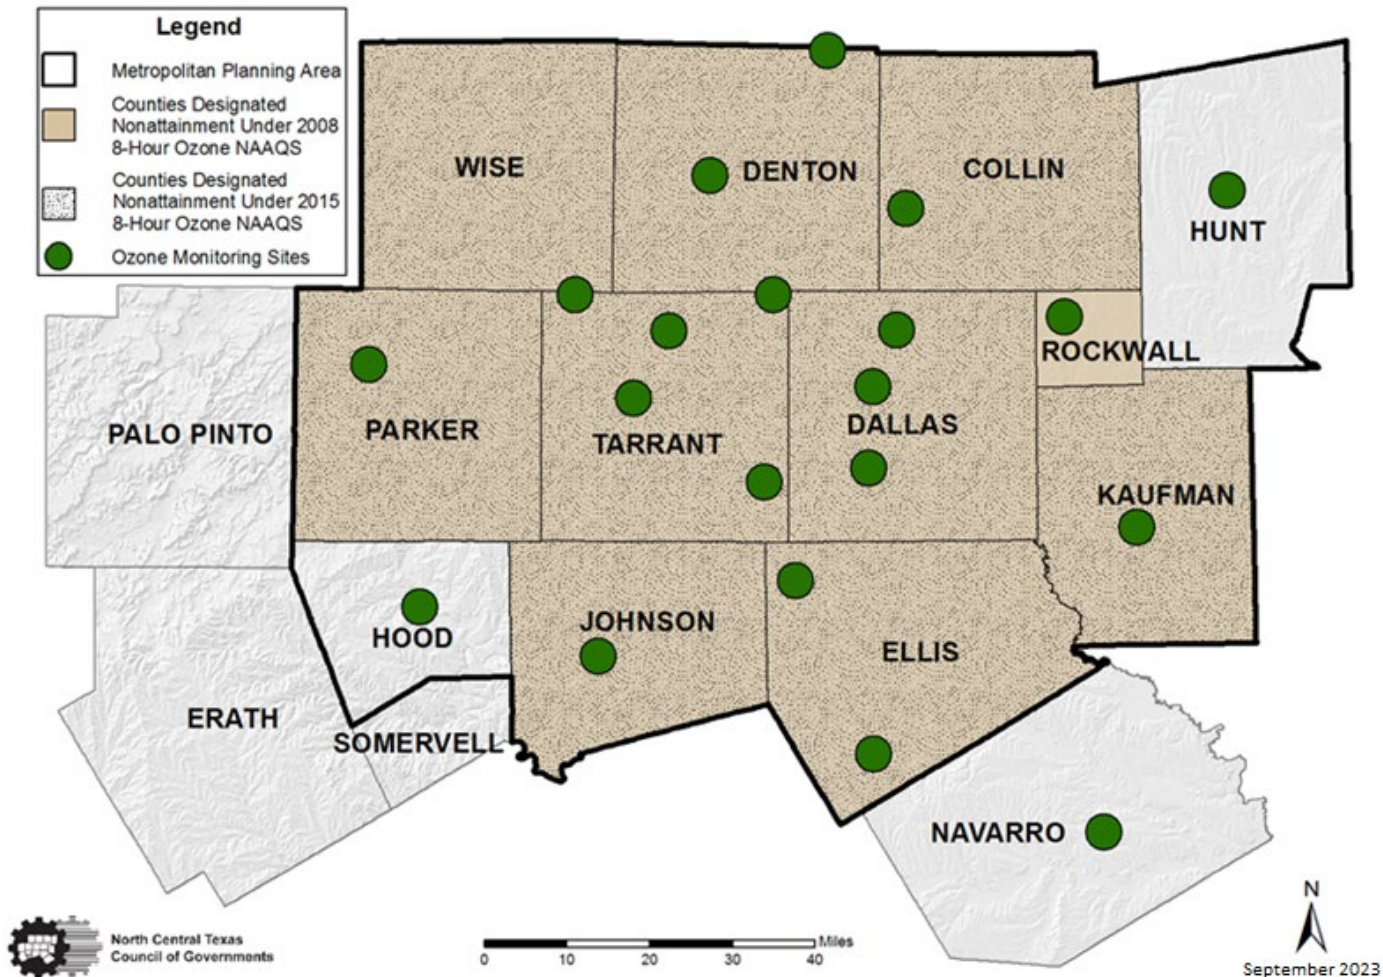 Legend
Metropolitan Planning Area
Counties Designated
Nonattainment Under 2008
8-Hour Ozone NAAQS
Counties Designated
Nonattainment Under 2015
8-Hour Ozone NAAQS
Ozone Monitoring Sites
WISE
DENTON
COLLIN
HUNT
ROCKWALL
PALO PINTO
PARKER
TARRANT
DALLAS
KAUFMAN
HOOD
JOHNSON
ELLIS
ERATH
SOMERVELL
NAVARRO
North Central Texas
Council of Governments
Miles
0 10 20 30 40
N
September 2023